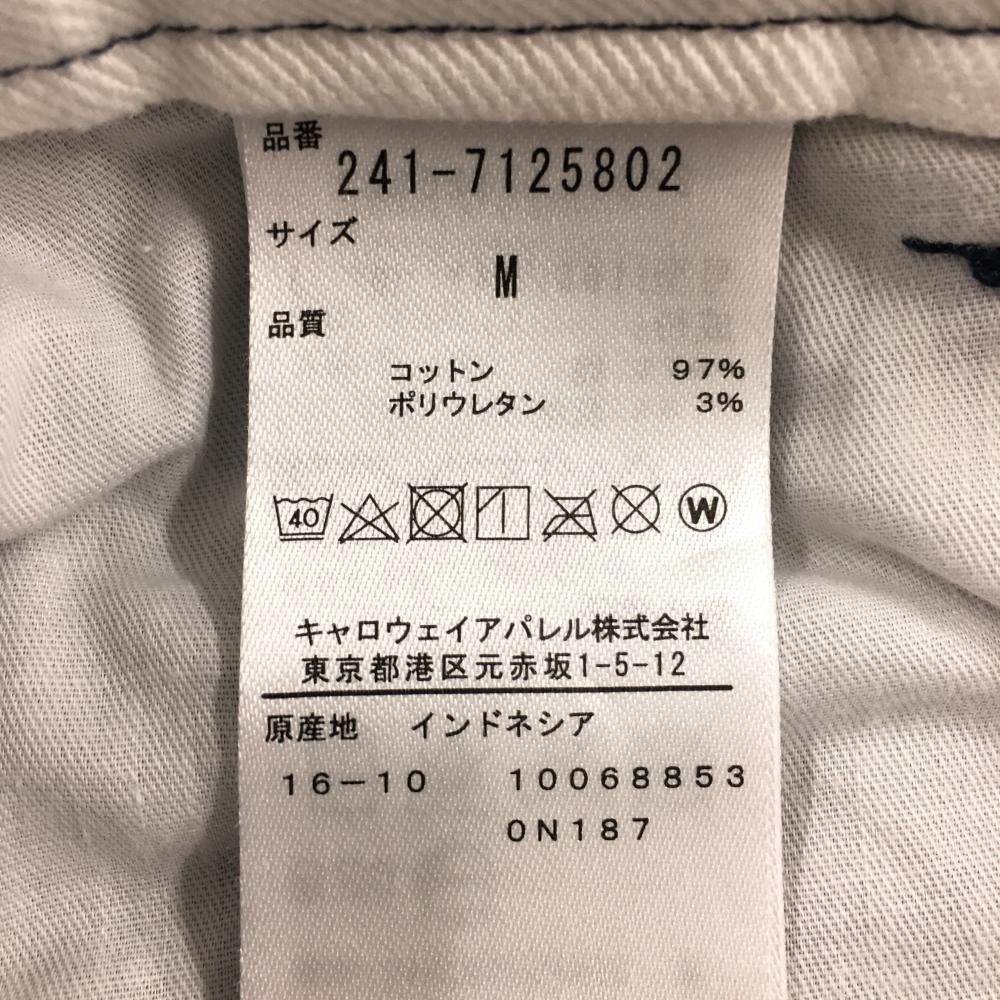 品番
241-7125802
サイズ
M
品質
コットン 97%
ポリウレタン 3%
40 W
キャロウェイアパレル株式会社
東京都港区元赤坂1-5-12
原産地 インドネシア
16-10 10068853
0N187